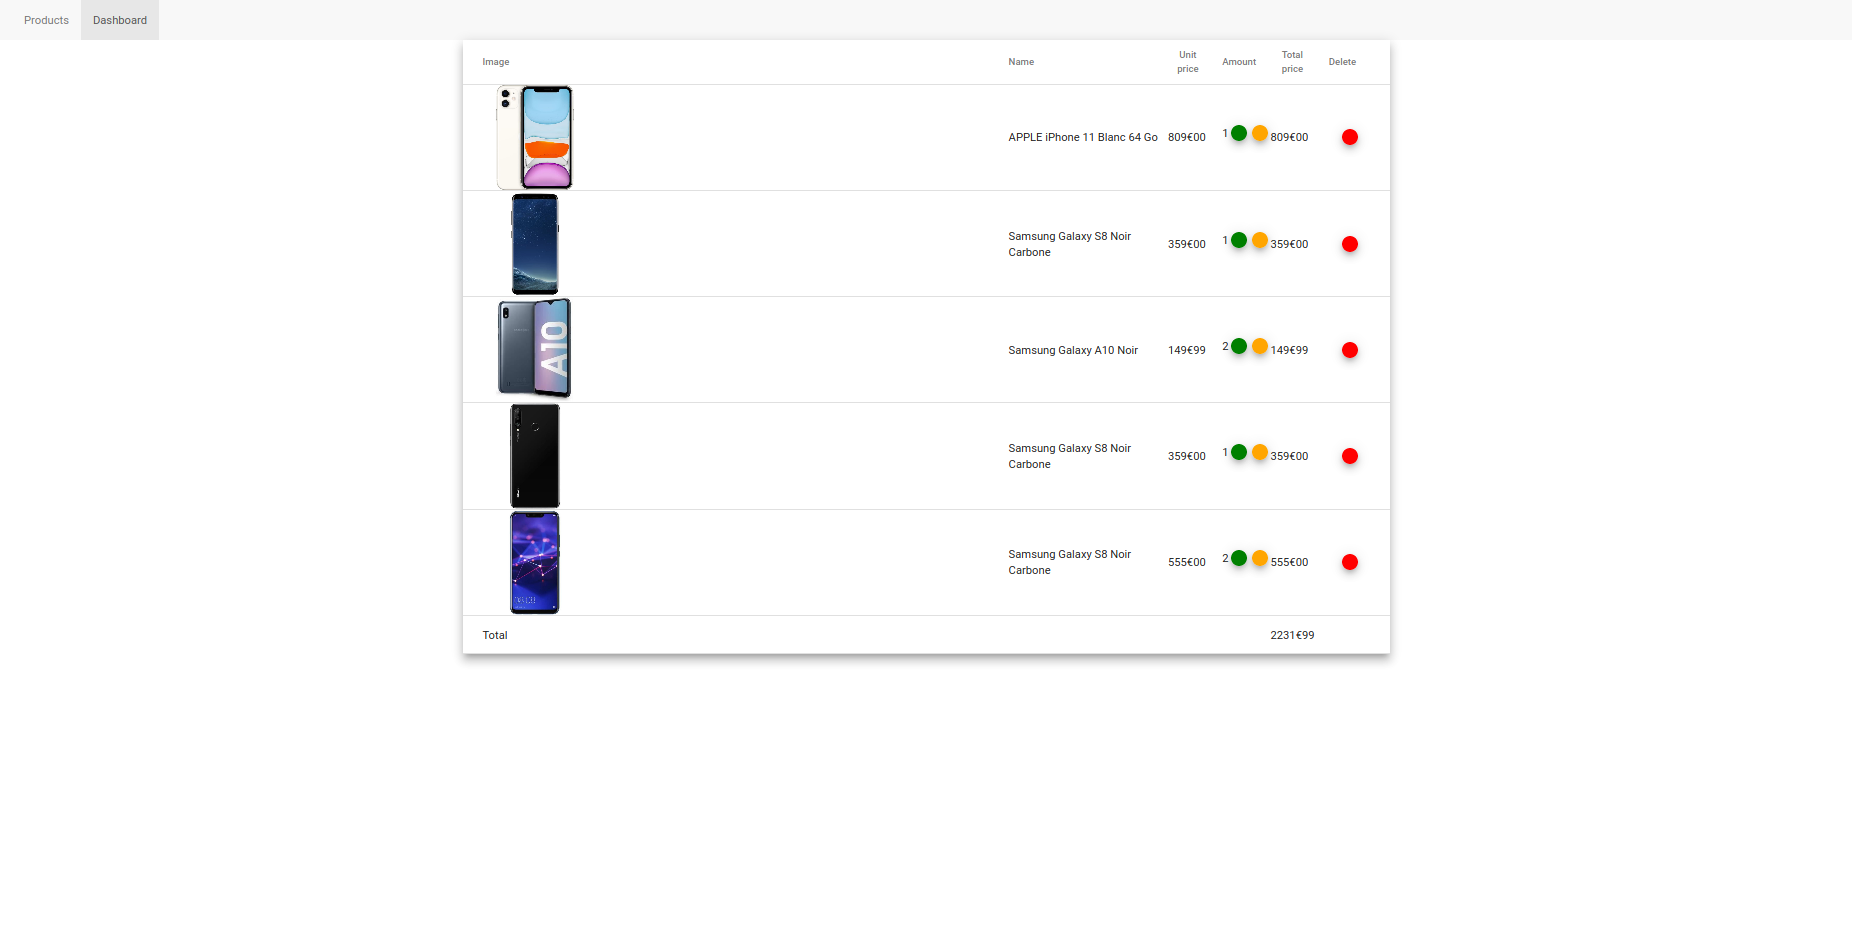 Products Dashboard
Image Name Unit price Amount Total price Delete
APPLE iPhone 11 Blanc 64 Go 809€00 1 809€00
Samsung Galaxy S8 Noir Carbone 359€00 1 359€00
A10
Samsung Galaxy A10 Noir 149€99 2 149€99
Samsung Galaxy S8 Noir Carbone 359€00 1 359€00
Samsung Galaxy S8 Noir Carbone 555€00 2 555€00
Total 2231€99